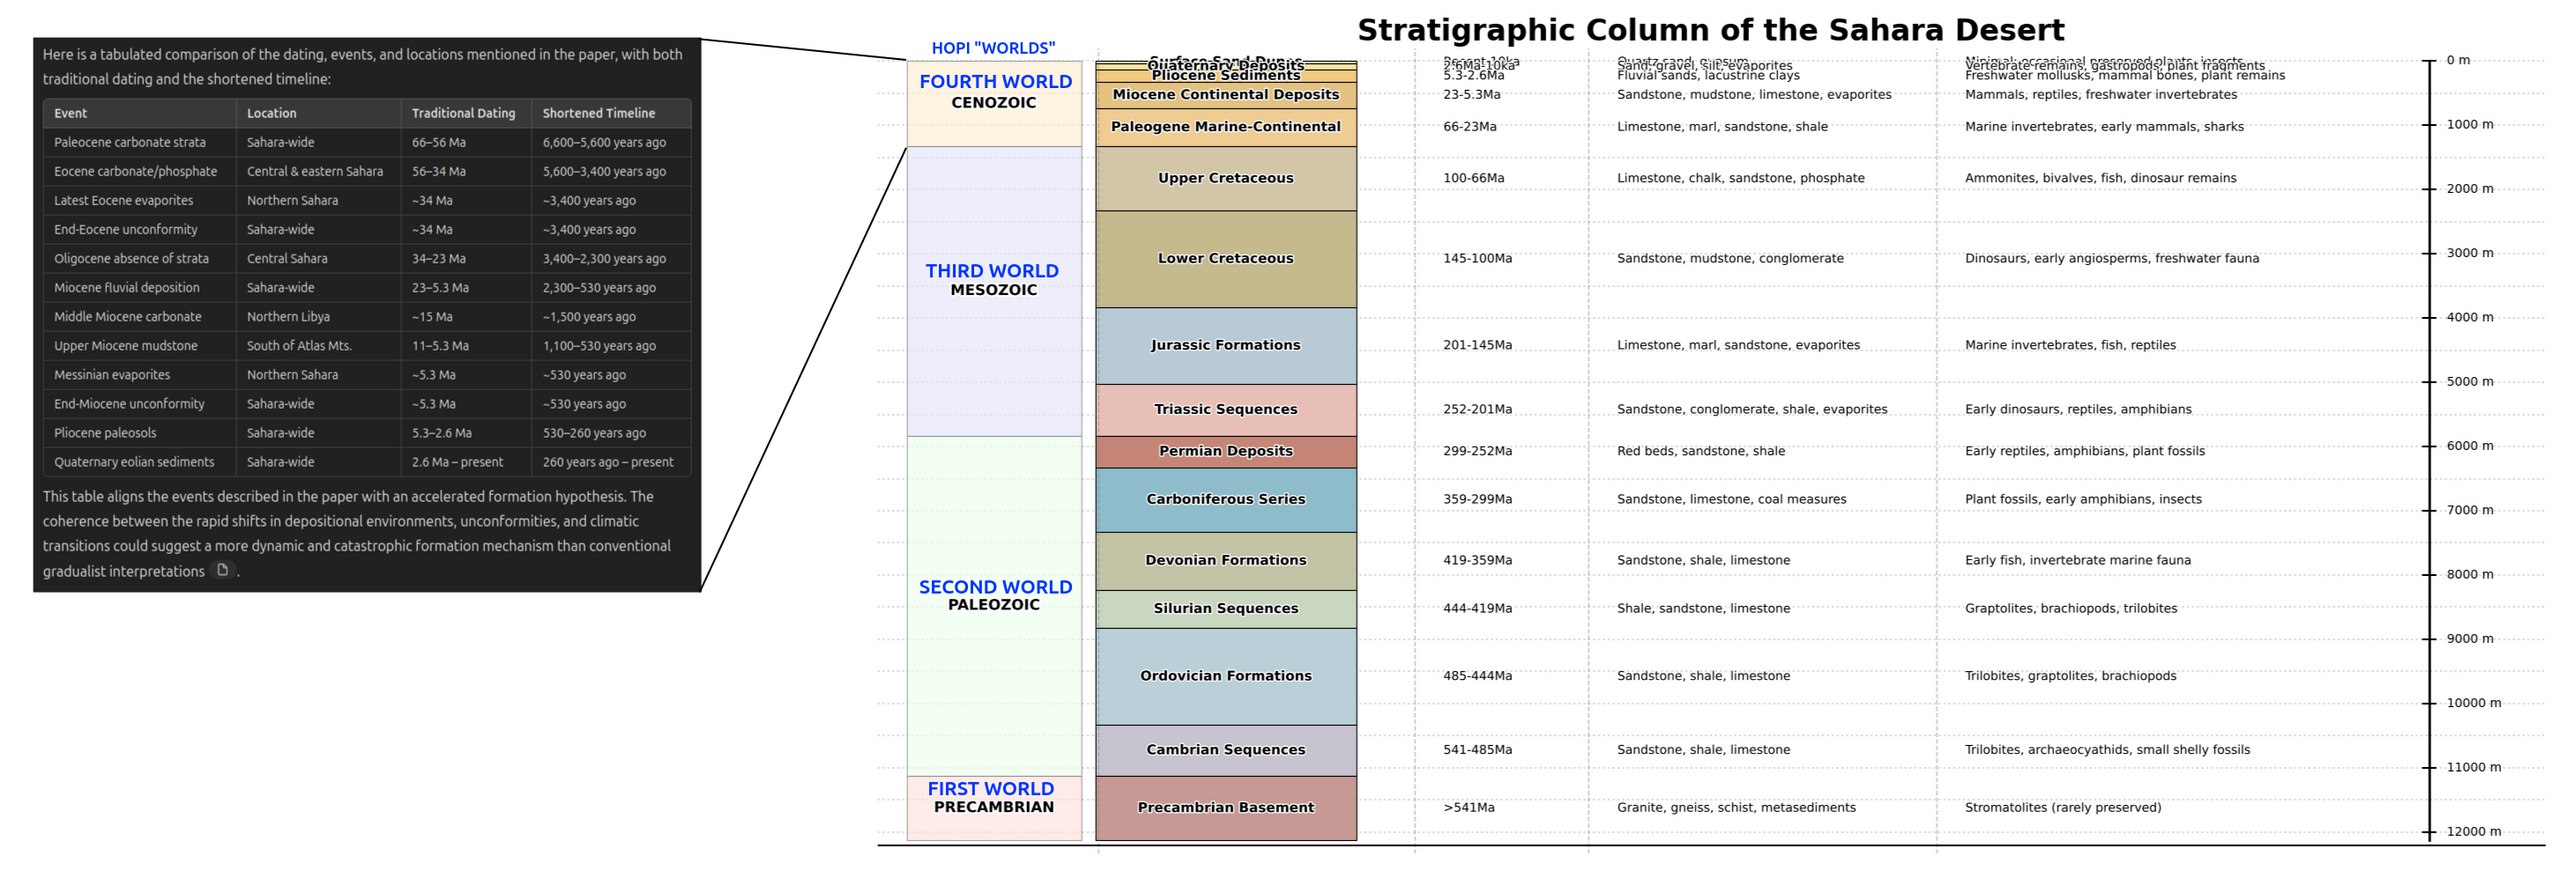 Stratigraphic Column of the Sahara Desert
Here is a tabulated comparison of the dating, events, and locations mentioned in the paper, with both
traditional dating and the shortened timeline:
Event Location Traditional Dating Shortened Timeline
Paleocene carbonate strata Sahara-wide 66–56 Ma 6,600–5,600 years ago
Eocene carbonate/phosphate Central & eastern Sahara 56–34 Ma 5,600–3,400 years ago
Latest Eocene evaporites Northern Sahara ~34 Ma ~3,400 years ago
End-Eocene unconformity Sahara-wide ~34 Ma ~3,400 years ago
Oligocene absence of strata Central Sahara 34–23 Ma 3,400–2,300 years ago
Miocene fluvial deposition Sahara-wide 23–5.3 Ma 2,300–530 years ago
Middle Miocene carbonate Northern Libya ~15 Ma ~1,500 years ago
Upper Miocene mudstone South of Atlas Mts. 11–5.3 Ma 1,100–530 years ago
Messinian evaporites Northern Sahara ~5.3 Ma ~530 years ago
End-Miocene unconformity Sahara-wide ~5.3 Ma ~530 years ago
Pliocene paleosols Sahara-wide 5.3–2.6 Ma 530–260 years ago
Quaternary eolian sediments Sahara-wide 2.6 Ma – present 260 years ago – present
This table aligns the events described in the paper with an accelerated formation hypothesis. The
coherence between the rapid shifts in depositional environments, unconformities, and climatic
transitions could suggest a more dynamic and catastrophic formation mechanism than conventional
gradualist interpretations .
HOPI "WORLDS"
FOURTH WORLD
CENOZOIC
THIRD WORLD
MESOZOIC
SECOND WORLD
PALEOZOIC
FIRST WORLD
PRECAMBRIAN
0 m
Quaternary Deposits 2.6Ma-10ka Sand, gravel, silt, evaporites Vertebrate remains, gastropods, plant fragments
Pliocene Sediments 5.3-2.6Ma Fluvial sands, lacustrine clays Freshwater mollusks, mammal bones, plant remains
Miocene Continental Deposits 23-5.3Ma Sandstone, mudstone, limestone, evaporites Mammals, reptiles, freshwater invertebrates
Paleogene Marine-Continental 66-23Ma Limestone, marl, sandstone, shale Marine invertebrates, early mammals, sharks 1000 m
Upper Cretaceous 100-66Ma Limestone, chalk, sandstone, phosphate Ammonites, bivalves, fish, dinosaur remains
2000 m
Lower Cretaceous 145-100Ma Sandstone, mudstone, conglomerate Dinosaurs, early angiosperms, freshwater fauna 3000 m
4000 m
Jurassic Formations 201-145Ma Limestone, marl, sandstone, evaporites Marine invertebrates, fish, reptiles
5000 m
Triassic Sequences 252-201Ma Sandstone, conglomerate, shale, evaporites Early dinosaurs, reptiles, amphibians
Permian Deposits 299-252Ma Red beds, sandstone, shale Early reptiles, amphibians, plant fossils 6000 m
Carboniferous Series 359-299Ma Sandstone, limestone, coal measures Plant fossils, early amphibians, insects
7000 m
Devonian Formations 419-359Ma Sandstone, shale, limestone Early fish, invertebrate marine fauna
8000 m
Silurian Sequences 444-419Ma Shale, sandstone, limestone Graptolites, brachiopods, trilobites
9000 m
Ordovician Formations 485-444Ma Sandstone, shale, limestone Trilobites, graptolites, brachiopods
10000 m
Cambrian Sequences 541-485Ma Sandstone, shale, limestone Trilobites, archaeocyathids, small shelly fossils
11000 m
Precambrian Basement >541Ma Granite, gneiss, schist, metasediments Stromatolites (rarely preserved)
12000 m